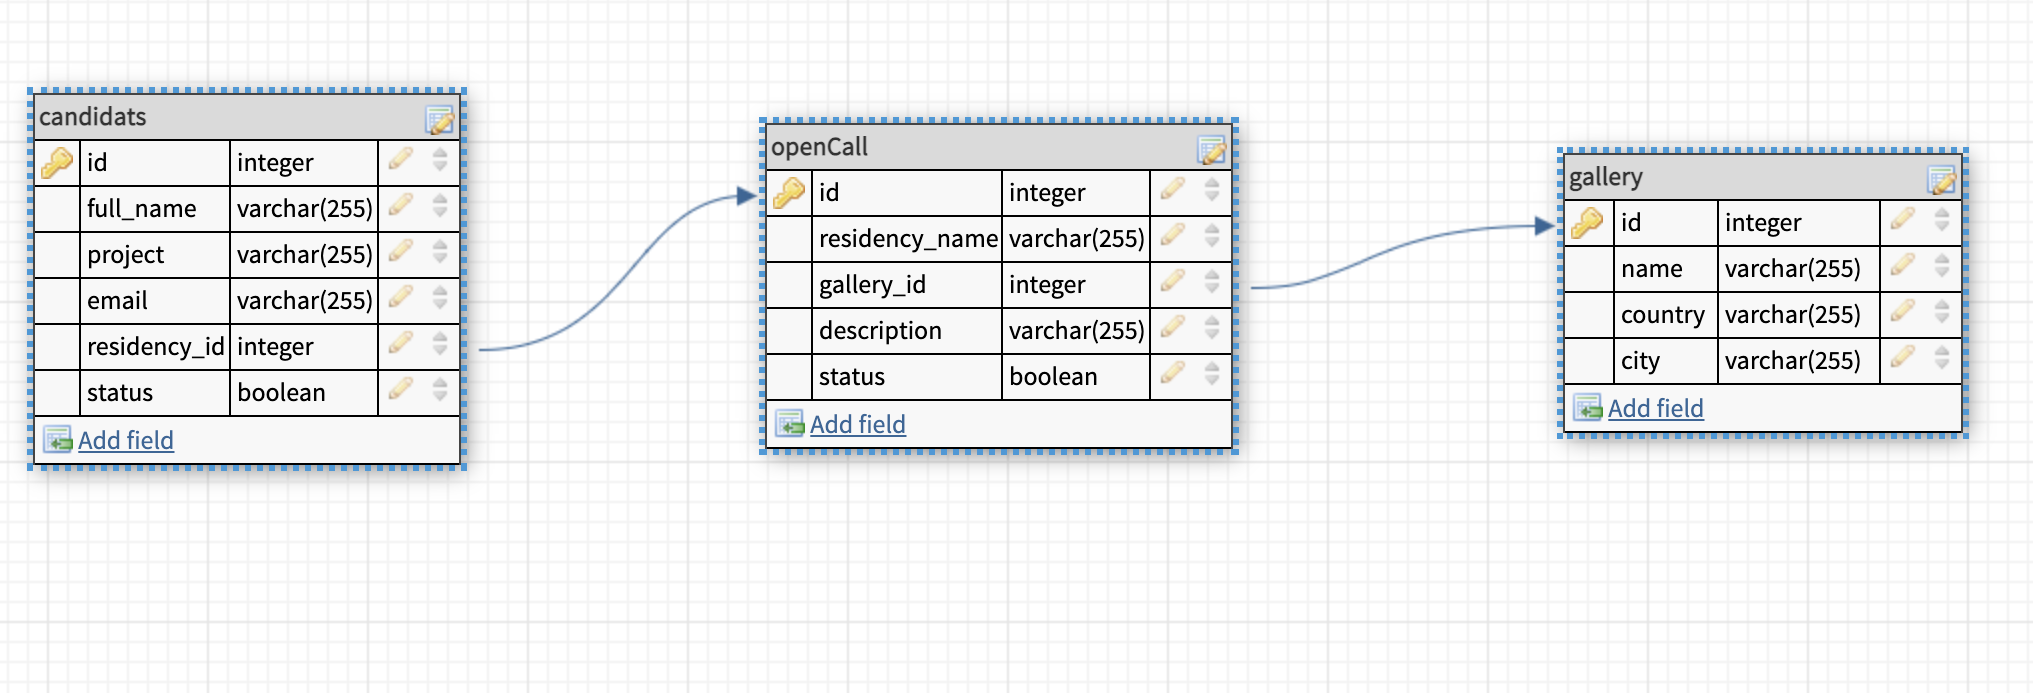 candidats
id integer
full_name varchar(255)
project varchar(255)
email varchar(255)
residency_id integer
status boolean
Add field
openCall
id integer
residency_name varchar(255)
gallery_id integer
description varchar(255)
status boolean
Add field
gallery
id integer
name varchar(255)
country varchar(255)
city varchar(255)
Add field